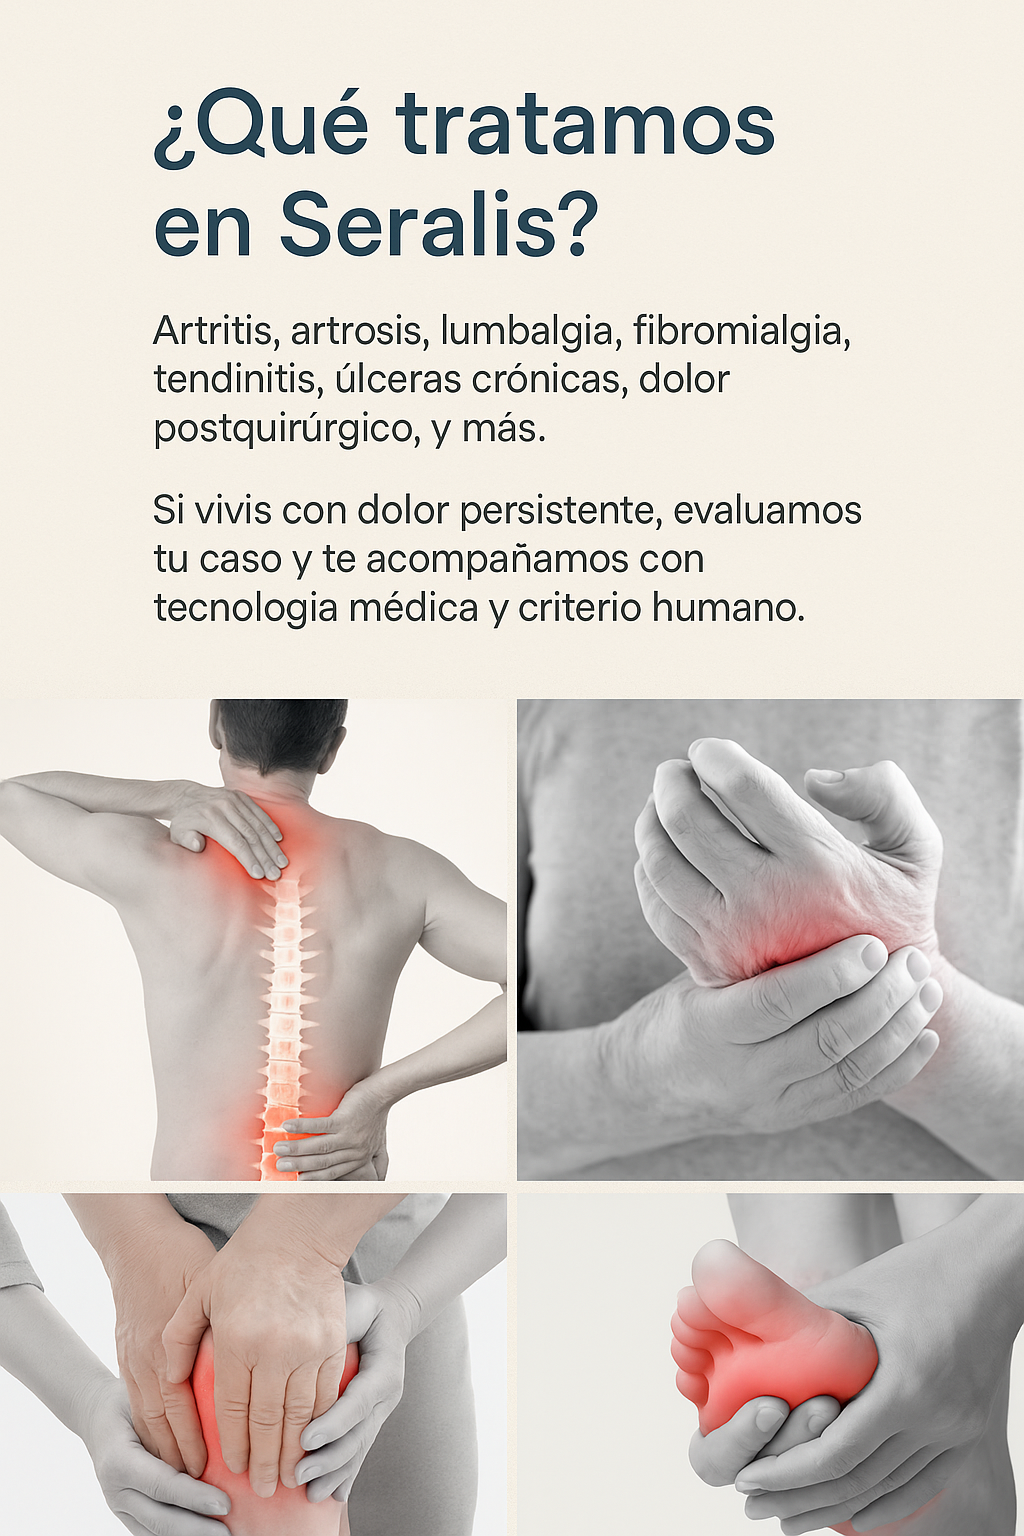 ¿Qué tratamos
en Seralis?
Artritis, artrosis, lumbalgia, fibromialgia,
tendinitis, úlceras crónicas, dolor
postquirúrgico, y más.
Si vivis con dolor persistente, evaluamos
tu caso y te acompañamos con
tecnologia médica y criterio humano.